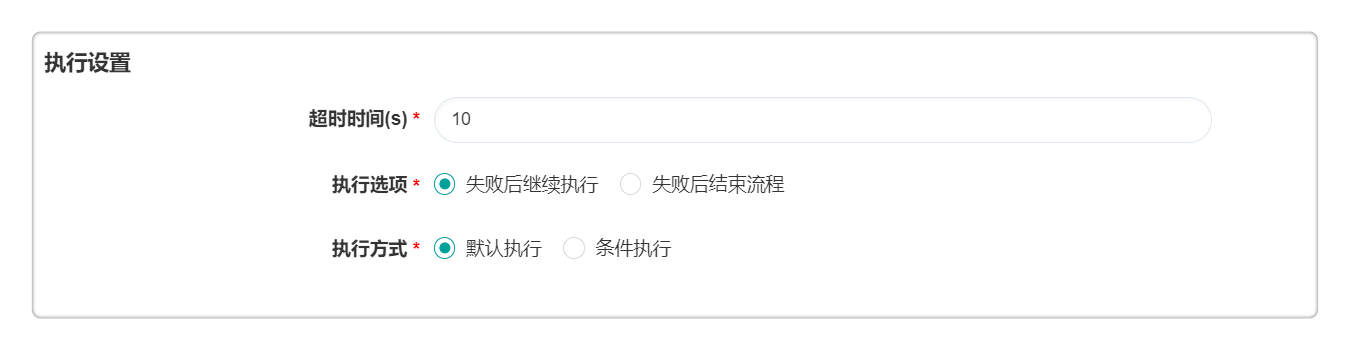 执行设置
超时时间(s) * 10
执行选项 * 失败后继续执行 失败后结束流程
执行方式 * 默认执行 条件执行